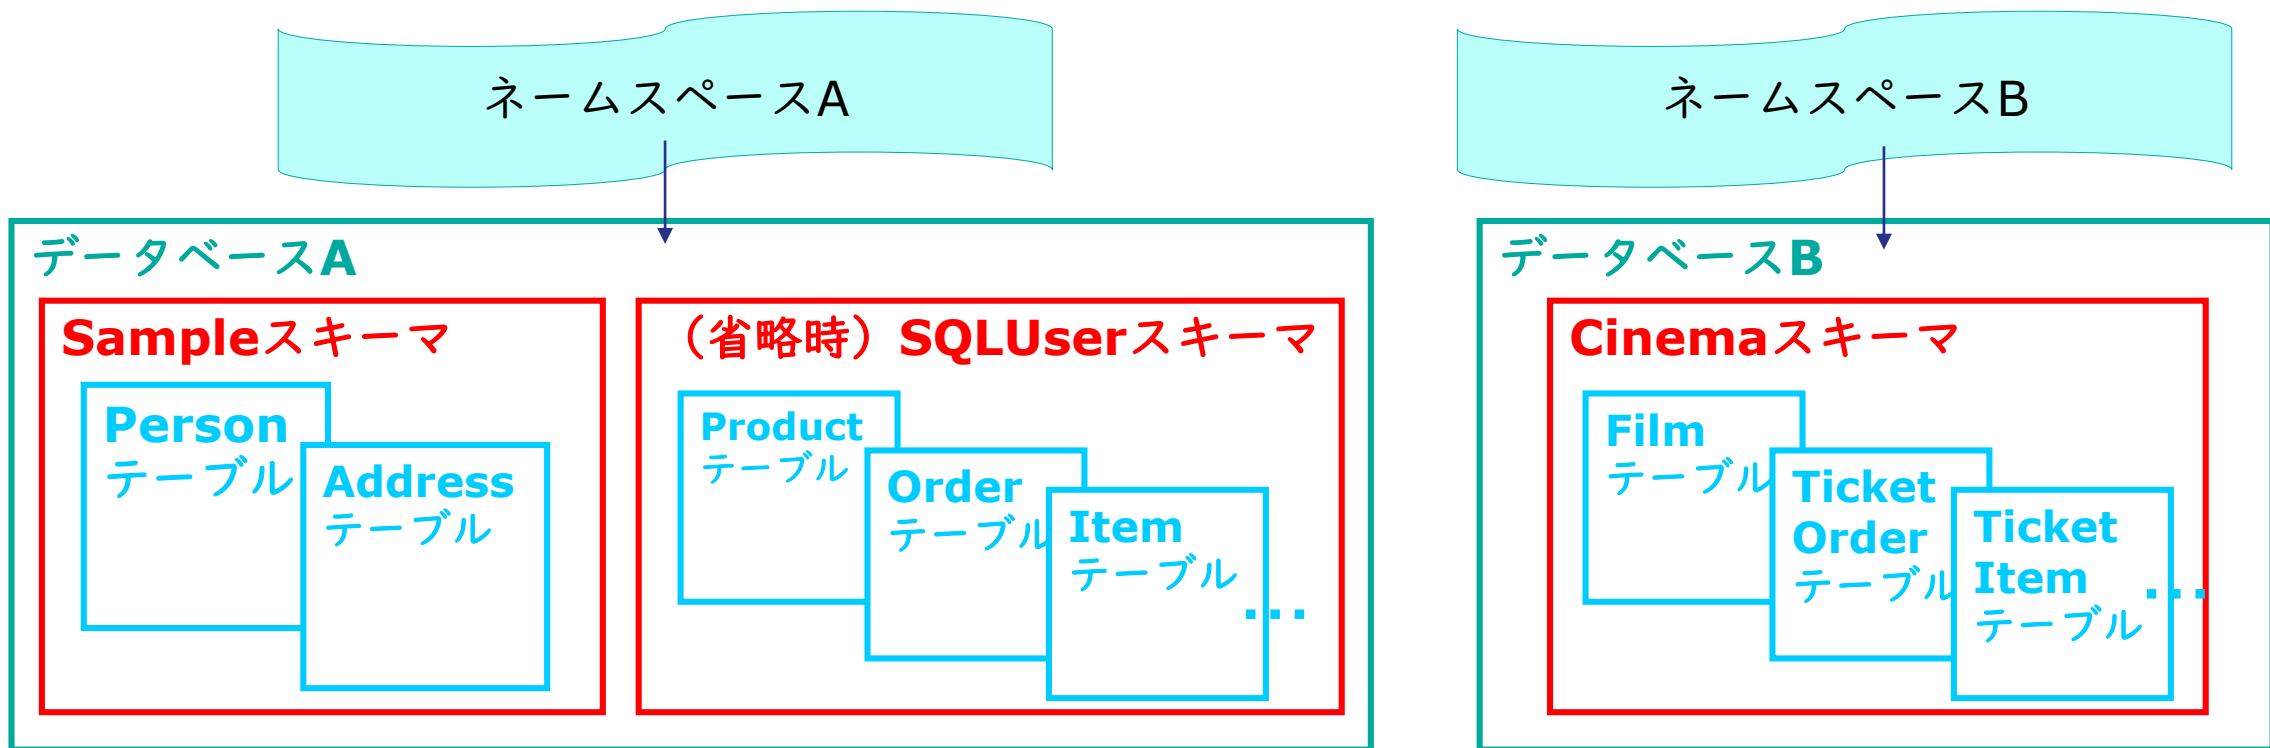 ネームスペースA
ネームスペースB
データベースA
Sampleスキーマ
Person
テーブル
Address
テーブル
（省略時）SQLUserスキーマ
Product
テーブル
Order
テーブル
Item
テーブル
...
データベースB
Cinemaスキーマ
Film
テーブル
Ticket
Order
テーブル
Ticket
Item
テーブル
...